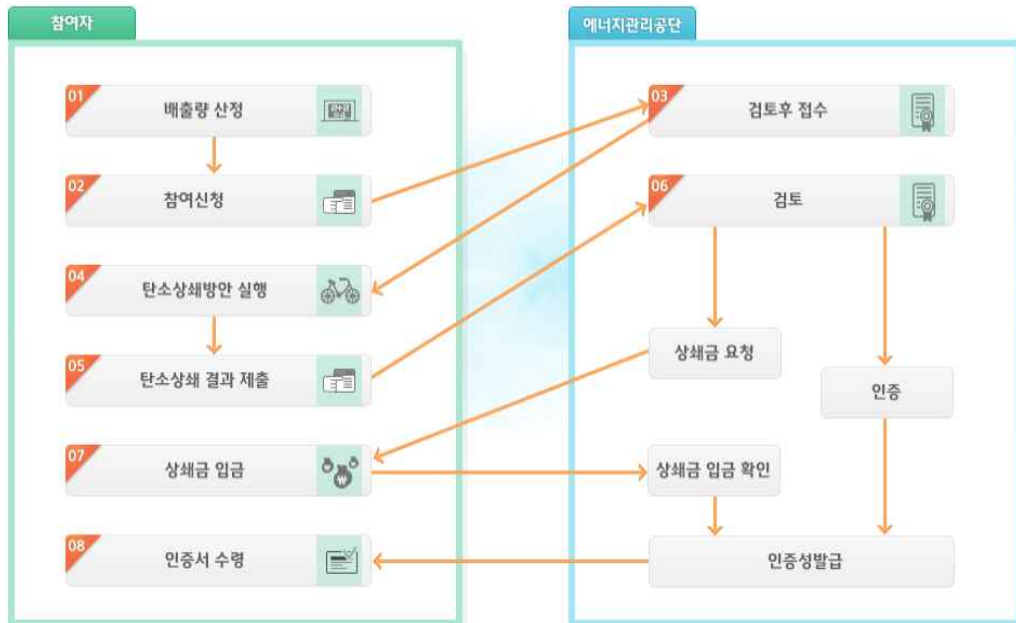 참여자
01
배출량 산정
02
참여신청
04
탄소상쇄방안 실행
05
탄소상쇄 결과 제출
07
상쇄금 입금
08
인증서 수령
에너지관리공단
03
검토후 접수
06
검토
상쇄금 요청
인증
상쇄금 입금 확인
인증성발급